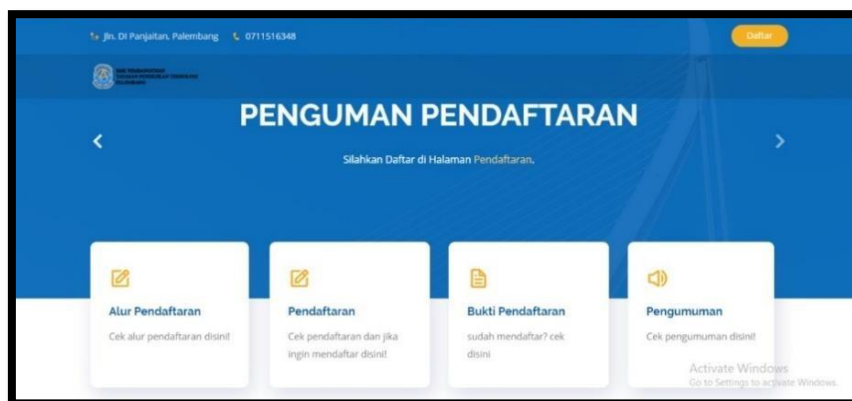 Jln. DI Panjaitan, Palembang 0711516348 Daftar
PENGUMAN PENDAFTARAN
Silahkan Daftar di Halaman Pendaftaran.
Alur Pendaftaran
Cek alur pendaftaran disini!
Pendaftaran
Cek pendaftaran dan jika
ingin mendaftar disini!
Bukti Pendaftaran
sudah mendaftar? cek
disini
Pengumuman
Cek pengumuman disini!
Activate Windows
Go to Settings to activate Windows.